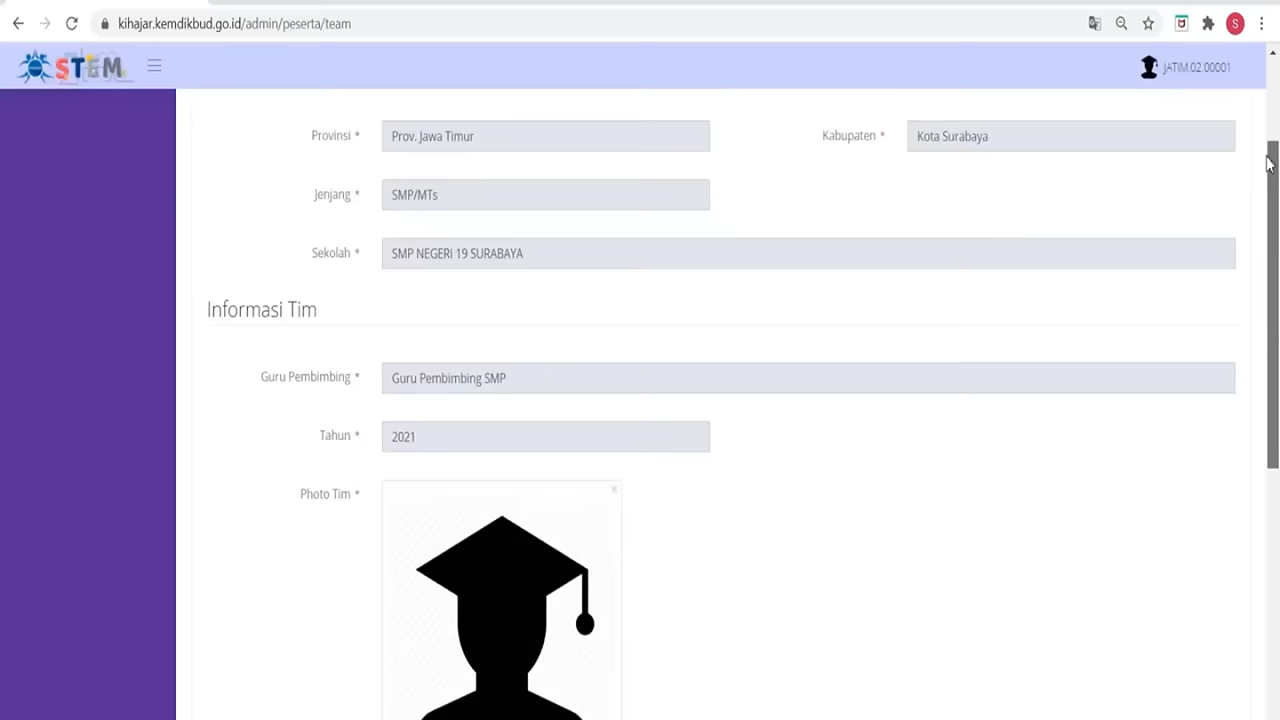 kihajar.kemdikbud.go.id/admin/peserta/team
S
STEM
JATIM.02.00001
Provinsi * Prov. Jawa Timur Kabupaten * Kota Surabaya
Jenjang * SMP/MTs
Sekolah * SMP NEGERI 19 SURABAYA
Informasi Tim
Guru Pembimbing * Guru Pembimbing SMP
Tahun * 2021
Photo Tim *